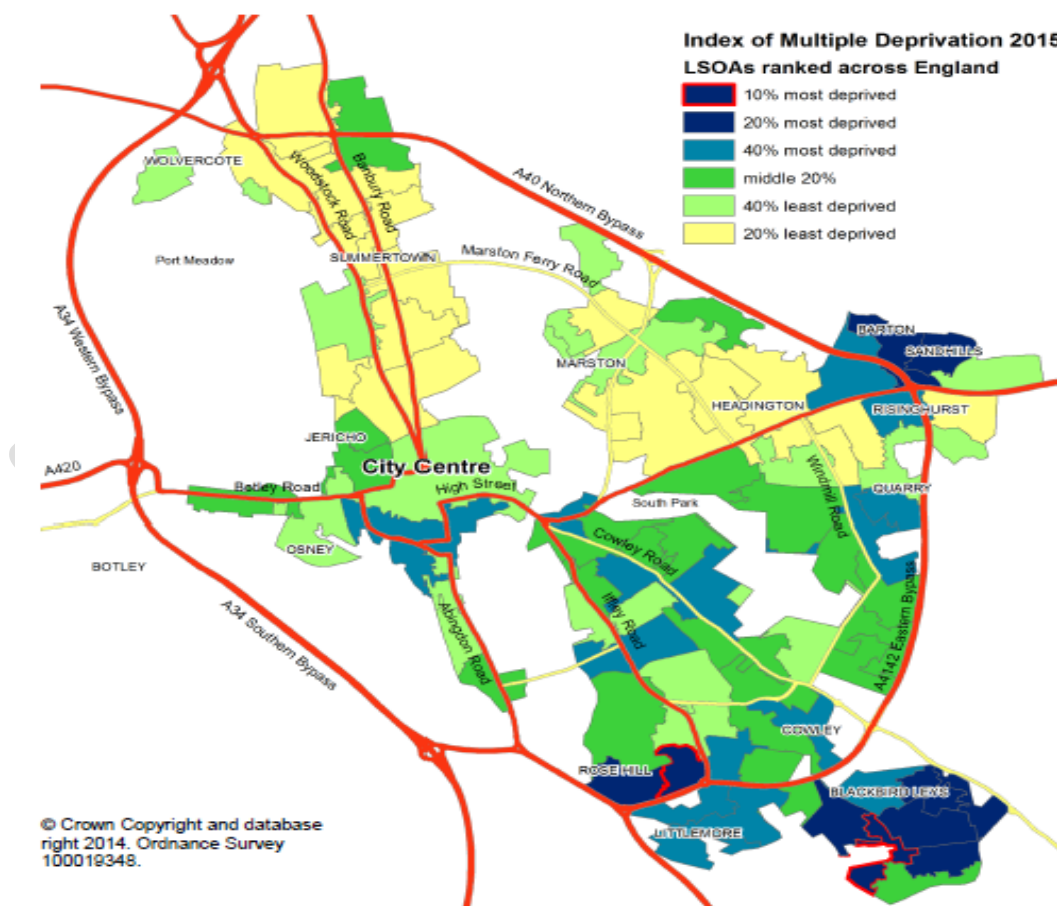 Index of Multiple Deprivation 2015
LSOAs ranked across England
10% most deprived
20% most deprived
40% most deprived
middle 20%
40% least deprived
20% least deprived
WOLVERCOTE
Woodstock Road
Banbury Road
A40 Northern Bypass
Port Meadow
SUMMERTOWN
Marston Ferry Road
A34 Western Bypass
BARTON
SANDHILLS
MARSTON
HEADINGTON
RISINGHURST
JERICHO
City Centre
A420
Botley Road
High Street
South Park
Windmill Road
QUARRY
OSNEY
BOTLEY
Cowley Road
Iffley Road
Abingdon Road
A34 Southern Bypass
A4142 Eastern Bypass
COWLEY
ROSE HILL
BLACKBIRD LEYS
LITTLEMORE
© Crown Copyright and database
right 2014. Ordnance Survey
100019348.